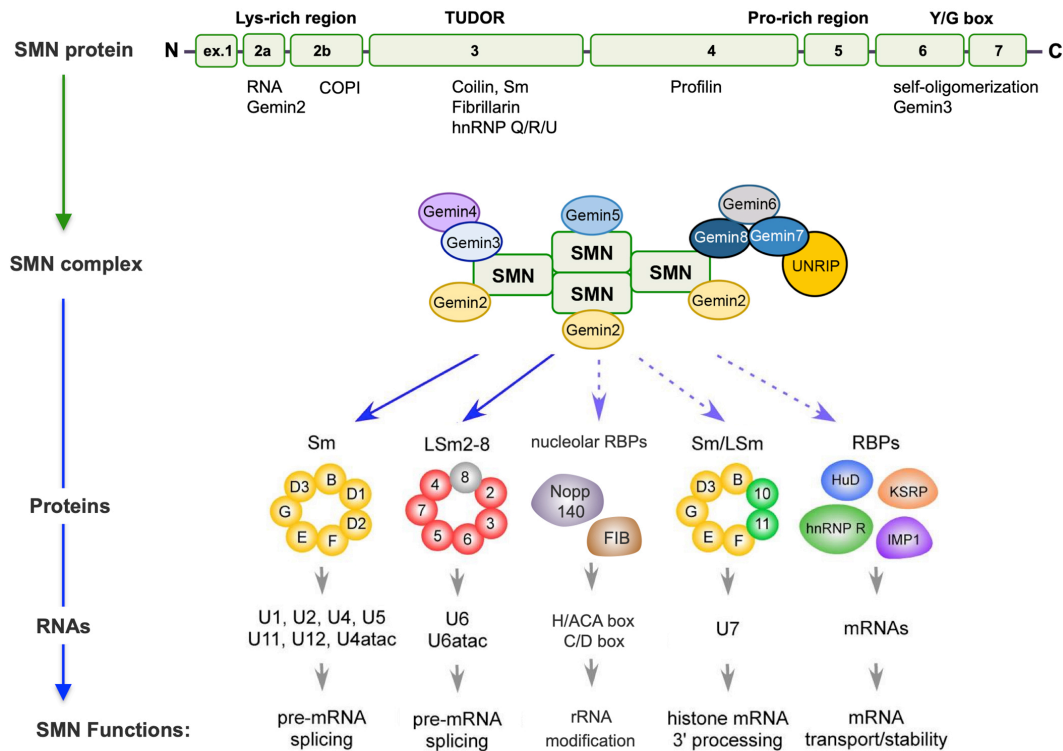 Lys-rich region TUDOR Pro-rich region Y/G box
SMN protein N ex.1 2a 2b 3 4 5 6 7 C
RNA COPI Coilin, Sm Profilin self-oligomerization
Gemin2 Fibrillarin Gemin3
hnRNP Q/R/U
Gemin4 Gemin5 Gemin6
Gemin3 Gemin8 Gemin7
SMN complex SMN SMN SMN UNRIP
SMN
Gemin2 Gemin2
Gemin2
Sm LSm2-8 nucleolar RBPs Sm/LSm RBPs
D3 B D1 D2 F E G
4 8 2 3 6 5 7
Nopp
140
FIB
D3 B 10 11 F E G
HuD KSRP
hnRNP R IMP1
Proteins
RNAs
U1, U2, U4, U5
U11, U12, U4atac
U6
U6atac
H/ACA box
C/D box
U7
mRNAs
SMN Functions:
pre-mRNA
splicing
pre-mRNA
splicing
rRNA
modification
histone mRNA
3' processing
mRNA
transport/stability